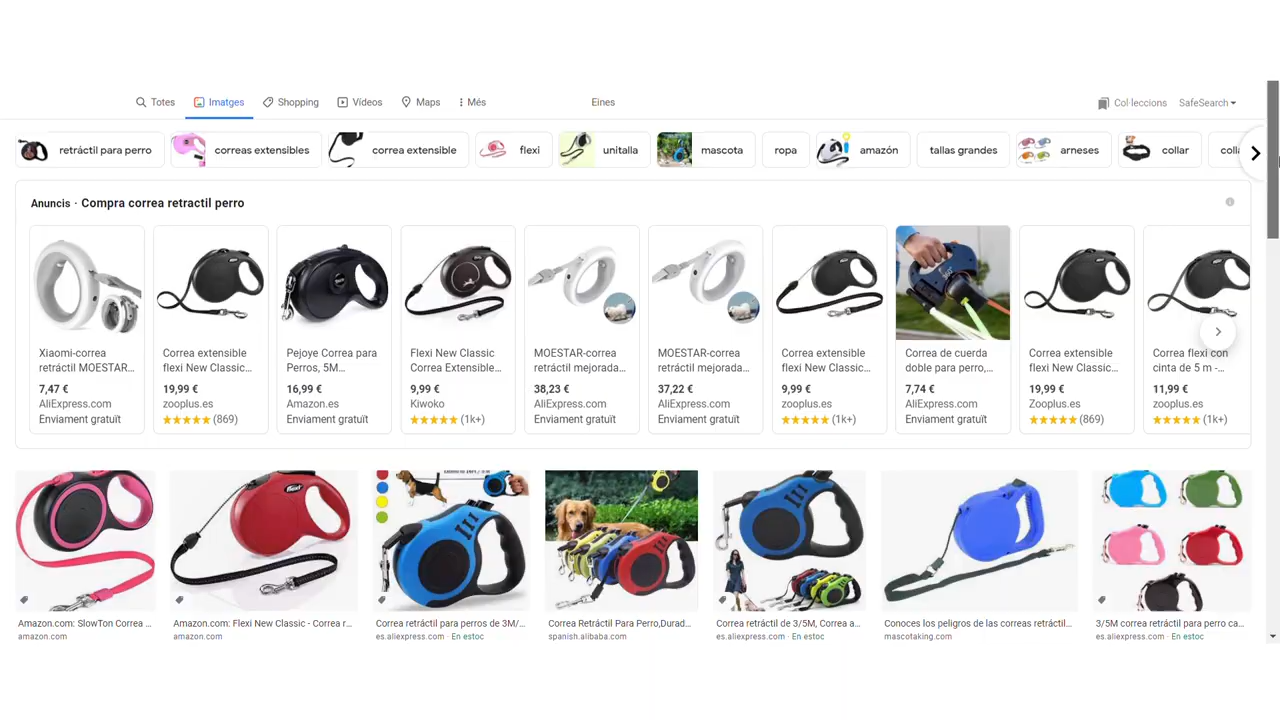 Totes Imatges Shopping Vídeos Maps Més Eines Col·leccions SafeSearch
retráctil para perro correas extensibles correa extensible flexi unitalla mascota ropa amazón tallas grandes arneses collar
Anuncis · Compra correa retractil perro
Xiaomi-correa retráctil MOESTAR...
7,47 €
AliExpress.com
Enviament gratuït
Correa extensible flexi New Classic...
19,99 €
zooplus.es
(869)
Pejoye Correa para Perros, 5M...
16,99 €
Amazon.es
Enviament gratuït
Flexi New Classic Correa Extensible...
9,99 €
Kiwoko
(1k+)
MOESTAR-correa retráctil mejorada...
38,23 €
AliExpress.com
Enviament gratuït
MOESTAR-correa retráctil mejorada...
37,22 €
AliExpress.com
Enviament gratuït
Correa extensible flexi New Classic...
9,99 €
zooplus.es
(1k+)
Correa de cuerda doble para perro,...
7,74 €
AliExpress.com
Enviament gratuït
Correa extensible flexi New Classic...
19,99 €
Zooplus.es
(869)
Correa flexi con cinta de 5 m -...
11,99 €
zooplus.es
(1k+)
Amazon.com: SlowTon Correa ...
amazon.com
Amazon.com: Flexi New Classic - Correa r...
amazon.com
Correa retráctil para perros de 3M/...
es.aliexpress.com · En estoc
Correa Retráctil Para Perro,Durad...
spanish.alibaba.com
Correa retráctil de 3/5M, Correa a...
es.aliexpress.com · En estoc
Conoces los peligros de las correas retráctil...
mascotaking.com
3/5M correa retráctil para perro ca...
es.aliexpress.com · En estoc